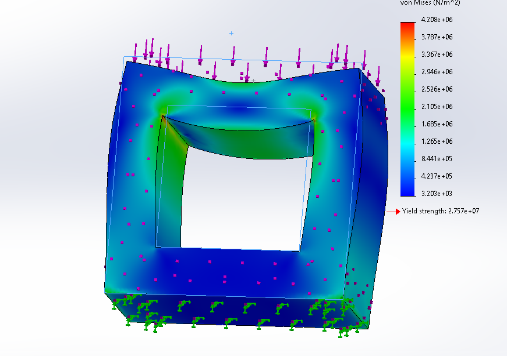 von Mises (N/m^2)
4.208e+06
3.787e+06
3.367e+06
2.946e+06
2.526e+06
2.105e+06
1.685e+06
1.265e+06
8.441e+05
4.237e+05
3.203e+03
Yield strength: 2.757e+07